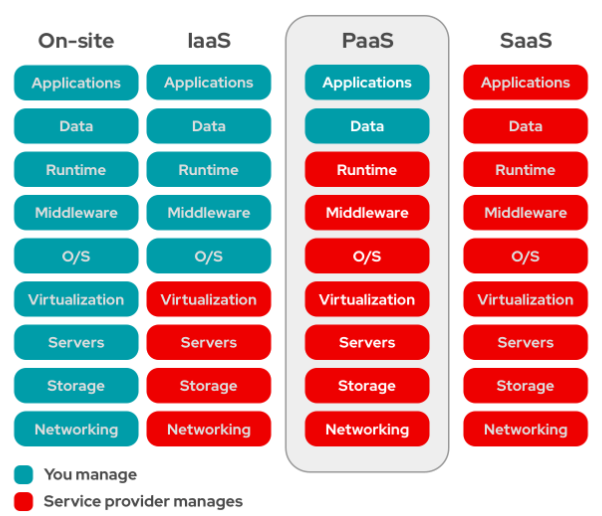 On-site IaaS PaaS SaaS
Applications Applications Applications Applications
Data Data Data Data
Runtime Runtime Runtime Runtime
Middleware Middleware Middleware Middleware
O/S O/S O/S O/S
Virtualization Virtualization Virtualization Virtualization
Servers Servers Servers Servers
Storage Storage Storage Storage
Networking Networking Networking Networking
You manage
Service provider manages